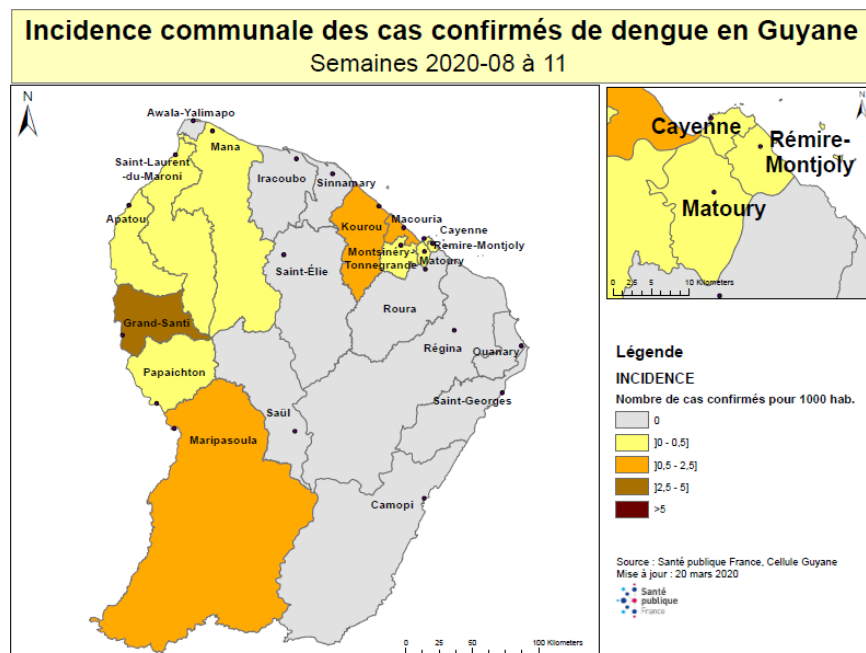 Incidence communale des cas confirmés de dengue en Guyane
Semaines 2020-08 à 11
N
Awala-Yalimapo
Mana
Saint-Laurent
-du-Maroni
Iracoubo
Sinnamary
Apatou
Kourou
Macouria
Cayenne
Rémire-Montjoly
Montsinéry-
Tonnegrande
Matoury
Saint-Élie
Roura
Grand-Santi
Régina
Ouanary
Papaichton
Saint-Georges
Saül
Maripasoula
Camopi
0 25 50 100 Kilometers
N
Cayenne
Rémire-
Montjoly
Matoury
0 2,5 5 10 Kilometers
Légende
INCIDENCE
Nombre de cas confirmés pour 1000 hab.
0
]0 - 0,5]
]0,5 - 2,5]
]2,5 - 5]
>5
Source : Santé publique France, Cellule Guyane
Mise à jour : 20 mars 2020
Santé
publique
France